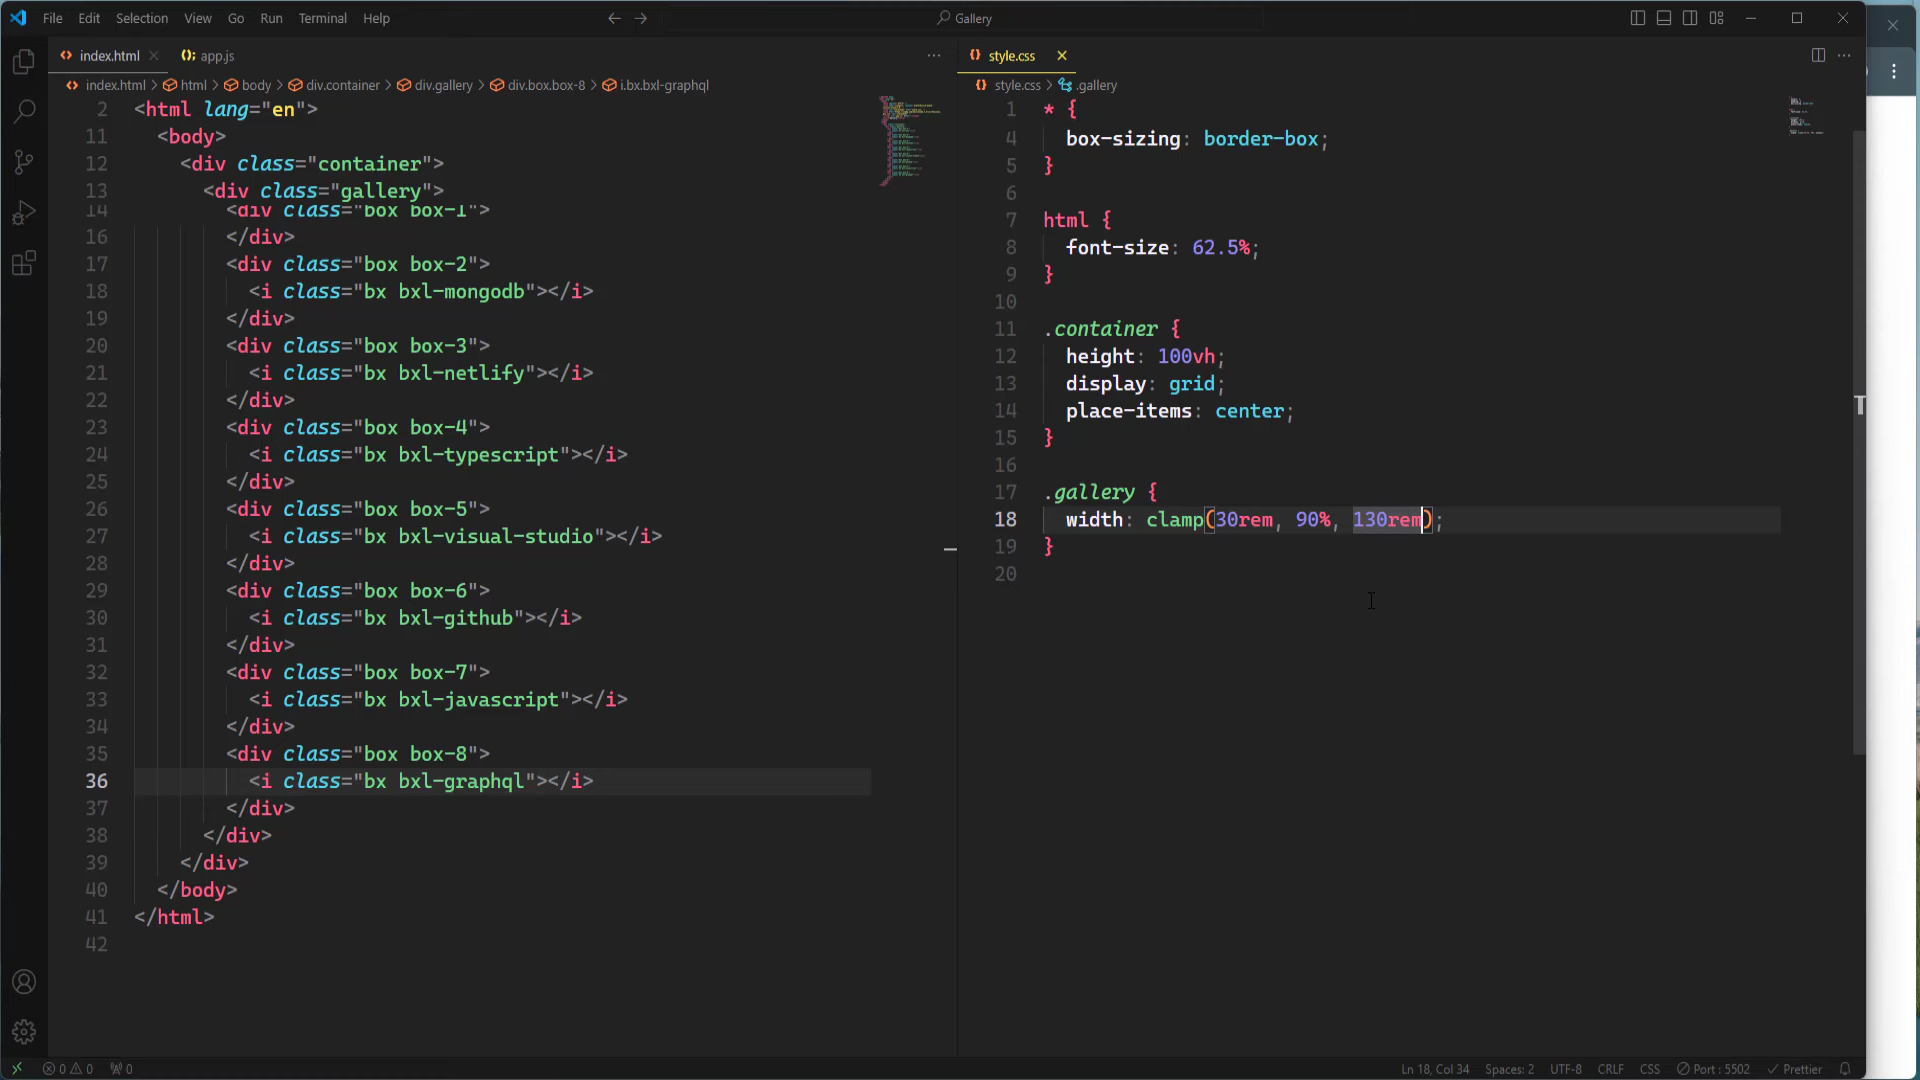 File Edit Selection View Go Run Terminal Help
Gallery
index.html
app.js
style.css
index.html > html > body > div.container > div.gallery > div.box.box-8 > i.bx.bxl-graphql
style.css > .gallery
2 <html lang="en">
11 <body>
12 <div class="container">
13 <div class="gallery">
14 <div class="box box-1">
16 </div>
17 <div class="box box-2">
18 <i class="bx bxl-mongodb"></i>
19 </div>
20 <div class="box box-3">
21 <i class="bx bxl-netlify"></i>
22 </div>
23 <div class="box box-4">
24 <i class="bx bxl-typescript"></i>
25 </div>
26 <div class="box box-5">
27 <i class="bx bxl-visual-studio"></i>
28 </div>
29 <div class="box box-6">
30 <i class="bx bxl-github"></i>
31 </div>
32 <div class="box box-7">
33 <i class="bx bxl-javascript"></i>
34 </div>
35 <div class="box box-8">
36 <i class="bx bxl-graphql"></i>
37 </div>
38 </div>
39 </div>
40 </body>
41 </html>
42
1 * {
4 box-sizing: border-box;
5 }
6
7 html {
8 font-size: 62.5%;
9 }
10
11 .container {
12 height: 100vh;
13 display: grid;
14 place-items: center;
15 }
16
17 .gallery {
18 width: clamp(30rem, 90%, 130rem);
19 }
20
0 0 0
Ln 18, Col 34 Spaces: 2 UTF-8 CRLF CSS Port : 5502 Prettier